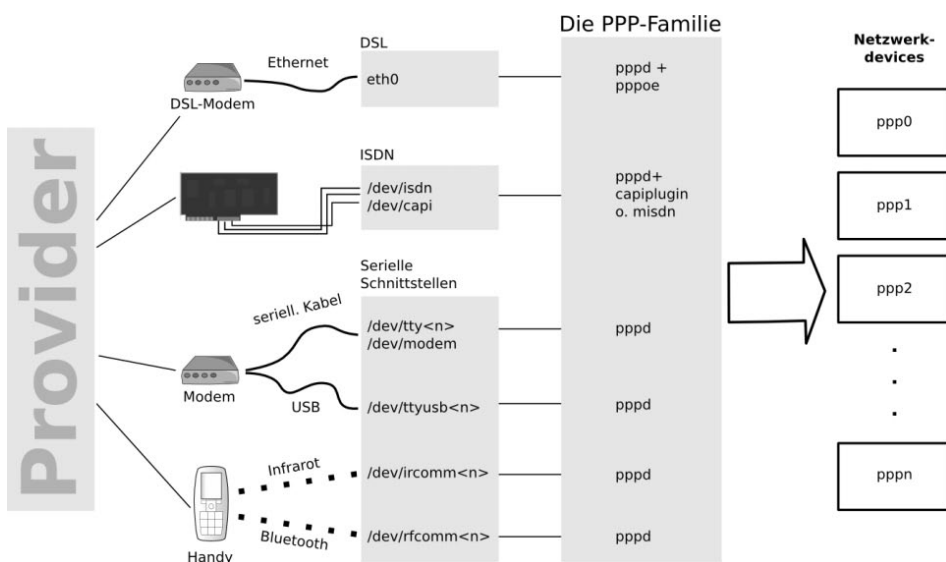 Die PPP-Familie
Netzwerk-
devices
Provider
DSL-Modem
Ethernet
DSL
eth0
pppd +
pppoe
ISDN
/dev/isdn
/dev/capi
pppd+
capiplugin
o. misdn
Serielle
Schnittstellen
Modem
seriell. Kabel
/dev/tty<n>
/dev/modem
pppd
USB
/dev/ttyusb<n>
pppd
Handy
Infrarot
/dev/ircomm<n>
pppd
Bluetooth
/dev/rfcomm<n>
pppd
ppp0
ppp1
ppp2
.
.
.
pppn